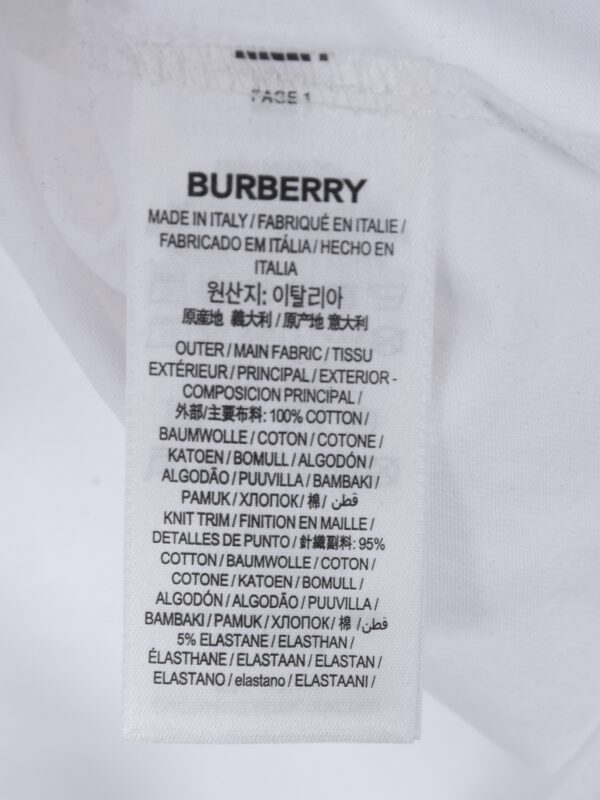 PAGE 1
BURBERRY
MADE IN ITALY / FABRIQUÉ EN ITALIE /
FABRICADO EM ITÁLIA / HECHO EN
ITALIA
원산지: 이탈리아
原産地 義大利 / 原产地 意大利
OUTER / MAIN FABRIC / TISSU
EXTÉRIEUR / PRINCIPAL / EXTERIOR -
COMPOSICION PRINCIPAL /
外部/主要布料: 100% COTTON /
BAUMWOLLE / COTON / COTONE /
KATOEN / BOMULL / ALGODÓN /
ALGODÃO / PUUVILLA / BAMBAKI /
PAMUK / ХЛОПОК / 棉 / قطن /
KNIT TRIM / FINITION EN MAILLE /
DETALLES DE PUNTO / 針織副料: 95%
COTTON / BAUMWOLLE / COTON /
COTONE / KATOEN / BOMULL /
ALGODÓN / ALGODÃO / PUUVILLA /
BAMBAKI / PAMUK / ХЛОПОК / 棉 / قطن /
5% ELASTANE / ELASTHAN /
ÉLASTHANE / ELASTAAN / ELASTAN /
ELASTANO / elastano / ELASTAANI /